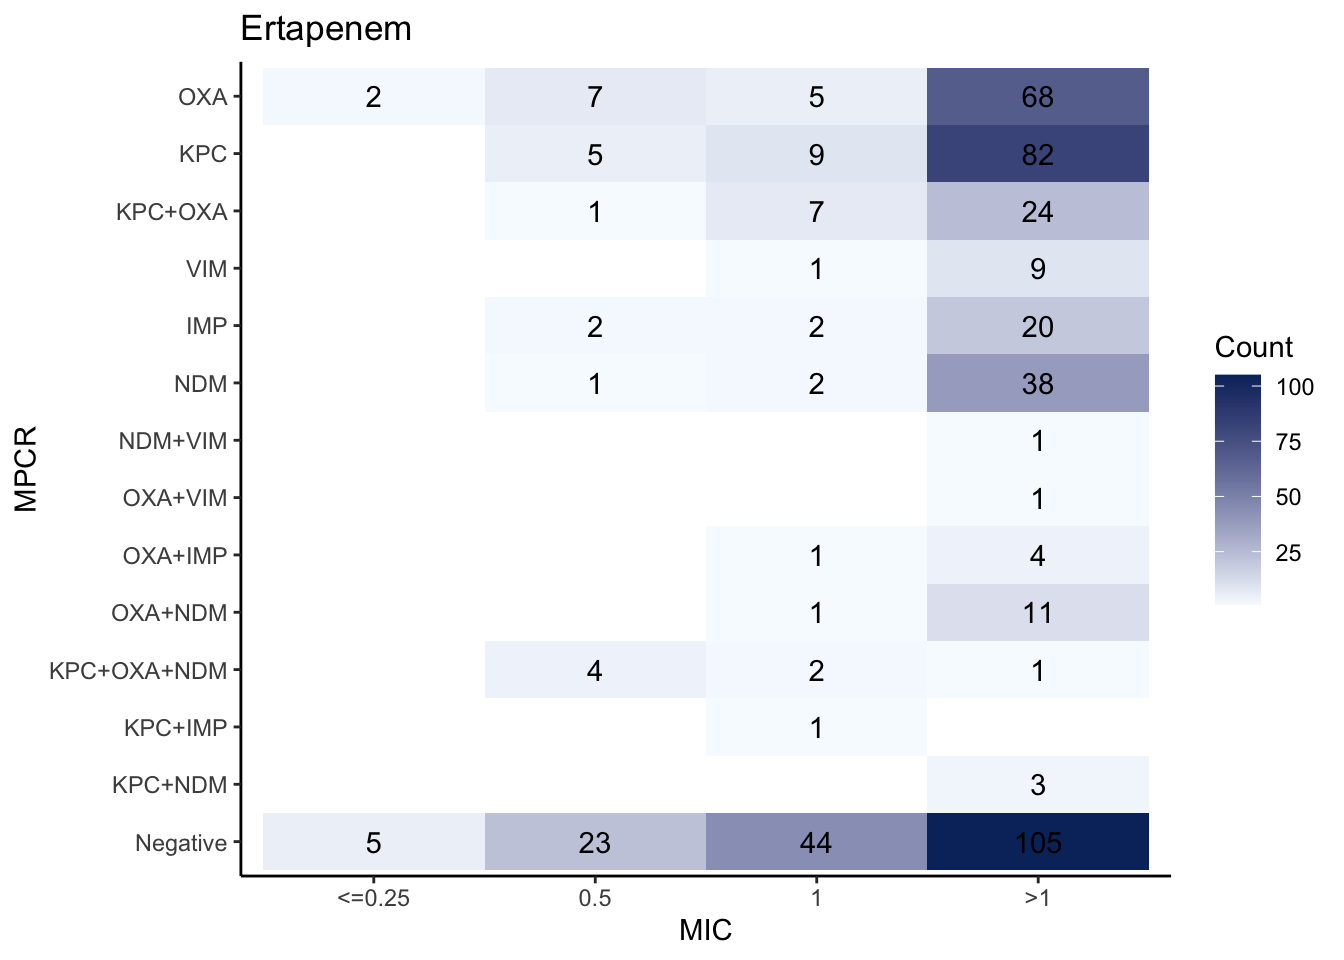 Ertapenem
OXA 2 7 5 68
KPC 5 9 82
KPC+OXA 1 7 24
VIM 1 9
IMP 2 2 20
NDM 1 2 38
NDM+VIM 1
OXA+VIM 1
OXA+IMP 1 4
OXA+NDM 1 11
KPC+OXA+NDM 4 2 1
KPC+IMP 1
KPC+NDM 3
Negative 5 23 44 105
<=0.25 0.5 1 >1
MIC
MPCR
Count
100
75
50
25